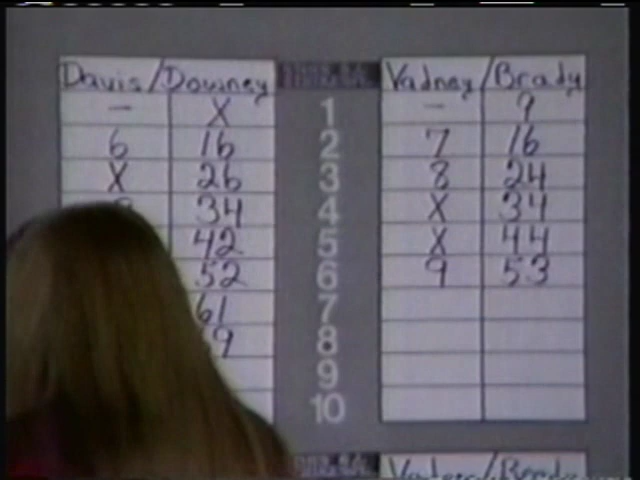 Davis/Downey Vadney/Brady
- X 1 - 9
6 16 2 7 16
X 26 3 8 24
34 4 X 34
42 5 X 44
52 6 9 53
61 7
9 8
9
10